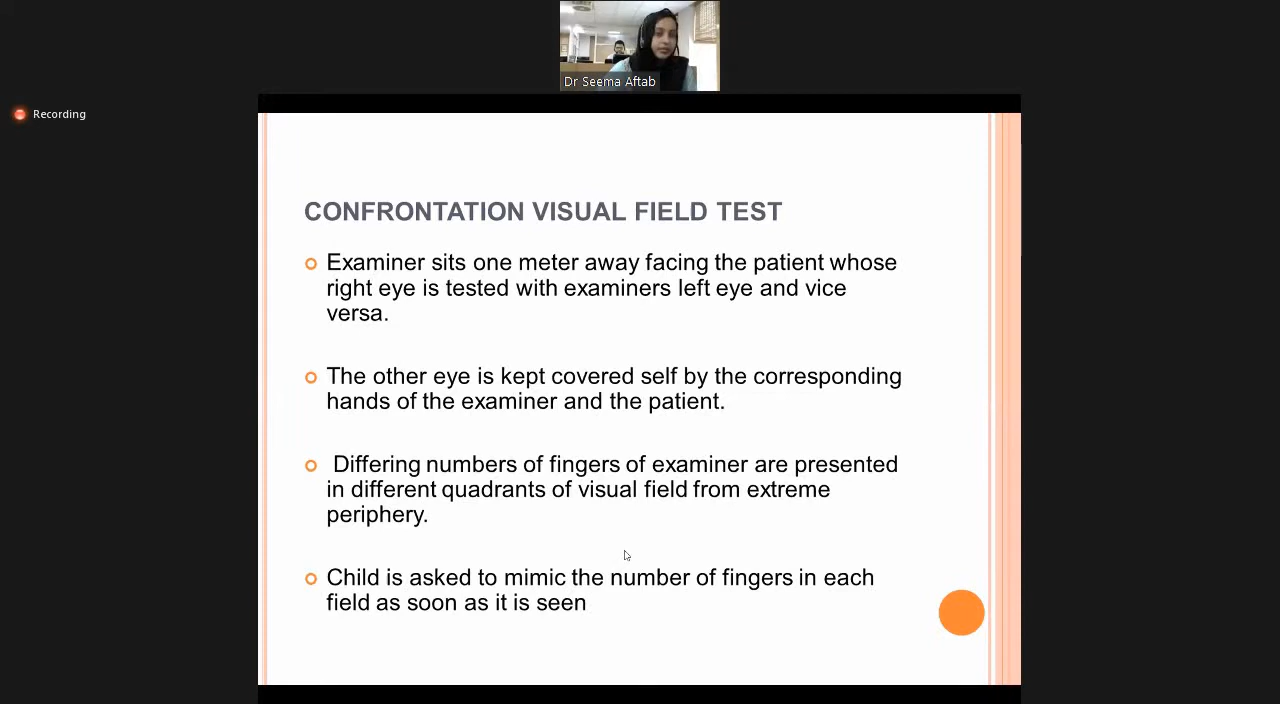 Dr Seema Aftab
Recording
CONFRONTATION VISUAL FIELD TEST
Examiner sits one meter away facing the patient whose
right eye is tested with examiners left eye and vice
versa.
The other eye is kept covered self by the corresponding
hands of the examiner and the patient.
Differing numbers of fingers of examiner are presented
in different quadrants of visual field from extreme
periphery.
Child is asked to mimic the number of fingers in each
field as soon as it is seen